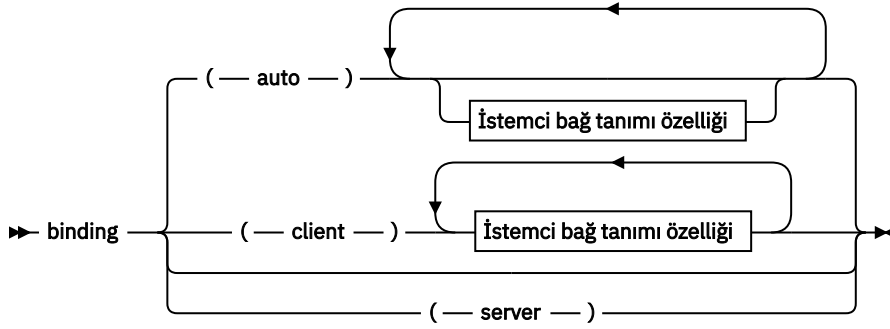 ( auto )
İstemci bağ tanımı özelliği
binding ( client ) İstemci bağ tanımı özelliği
( server )